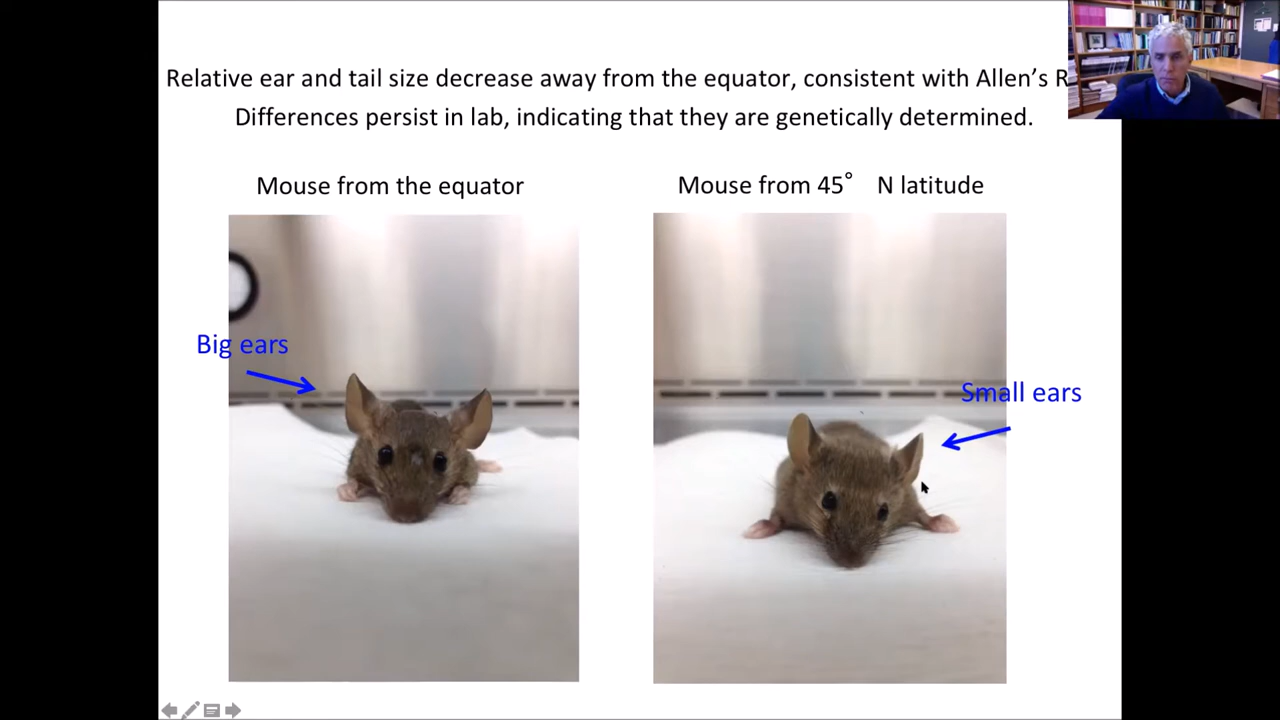 Relative ear and tail size decrease away from the equator, consistent with Allen's
Differences persist in lab, indicating that they are genetically determined.
Mouse from the equator
Mouse from 45° N latitude
Big ears
Small ears